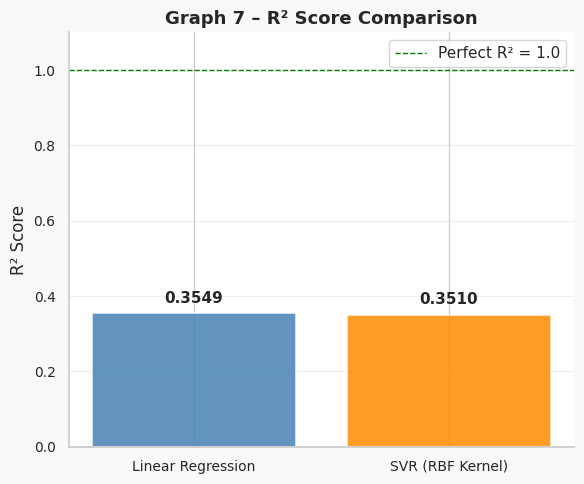 Graph 7 – R² Score Comparison
Perfect R² = 1.0
R² Score
1.0
0.8
0.6
0.4
0.2
0.0
0.3549
0.3510
Linear Regression
SVR (RBF Kernel)